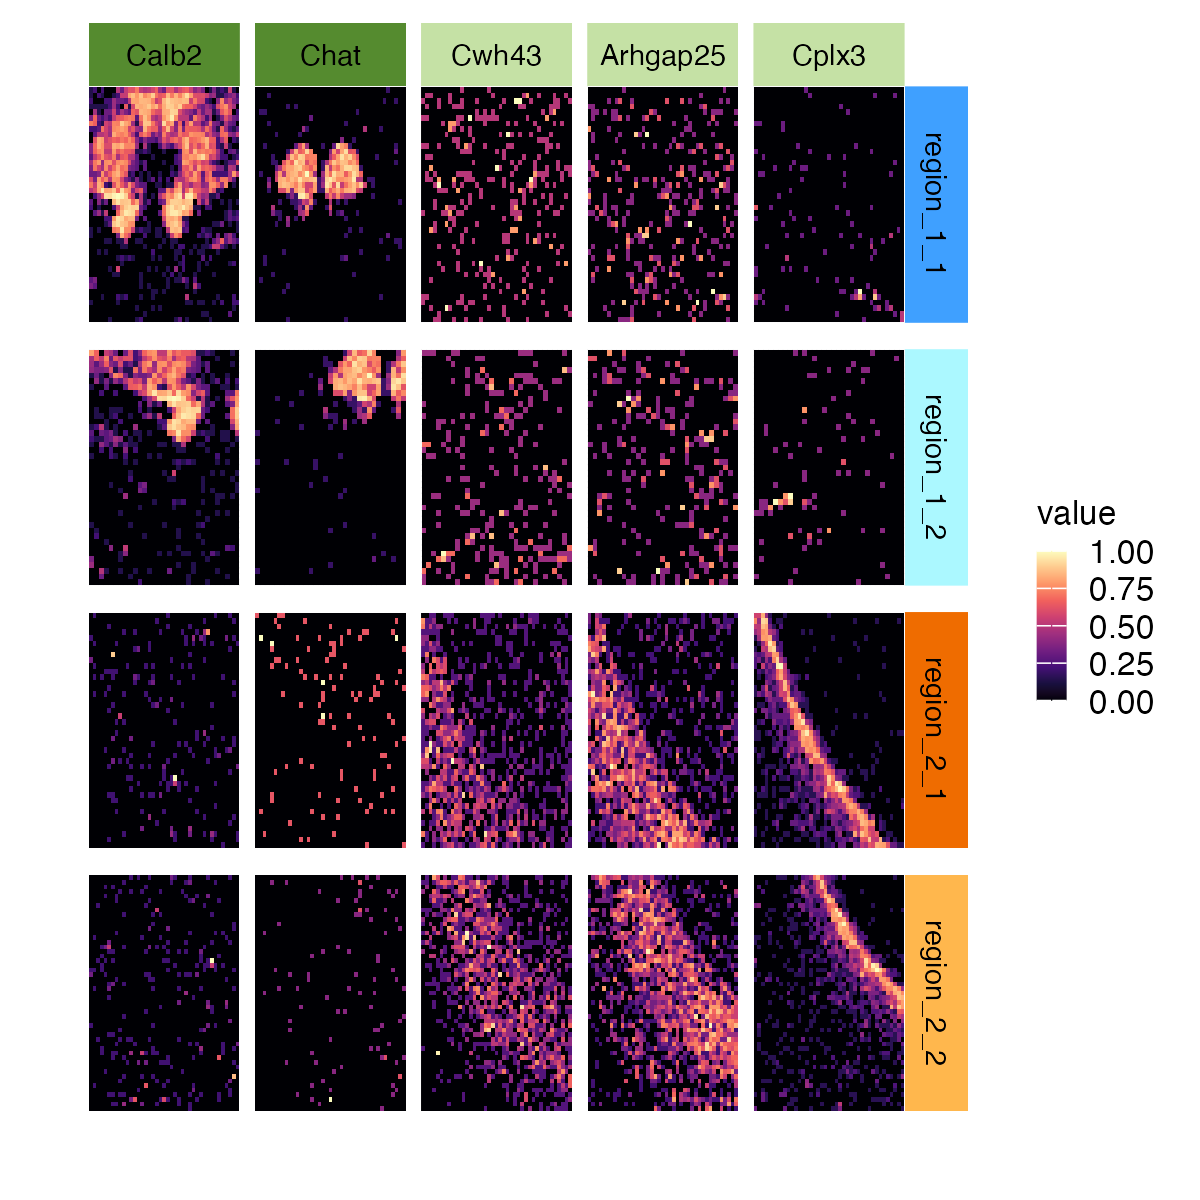 Calb2 Chat Cwh43 Arhgap25 Cplx3
region_1_1
region_1_2
region_2_1
region_2_2
value
1.00
0.75
0.50
0.25
0.00